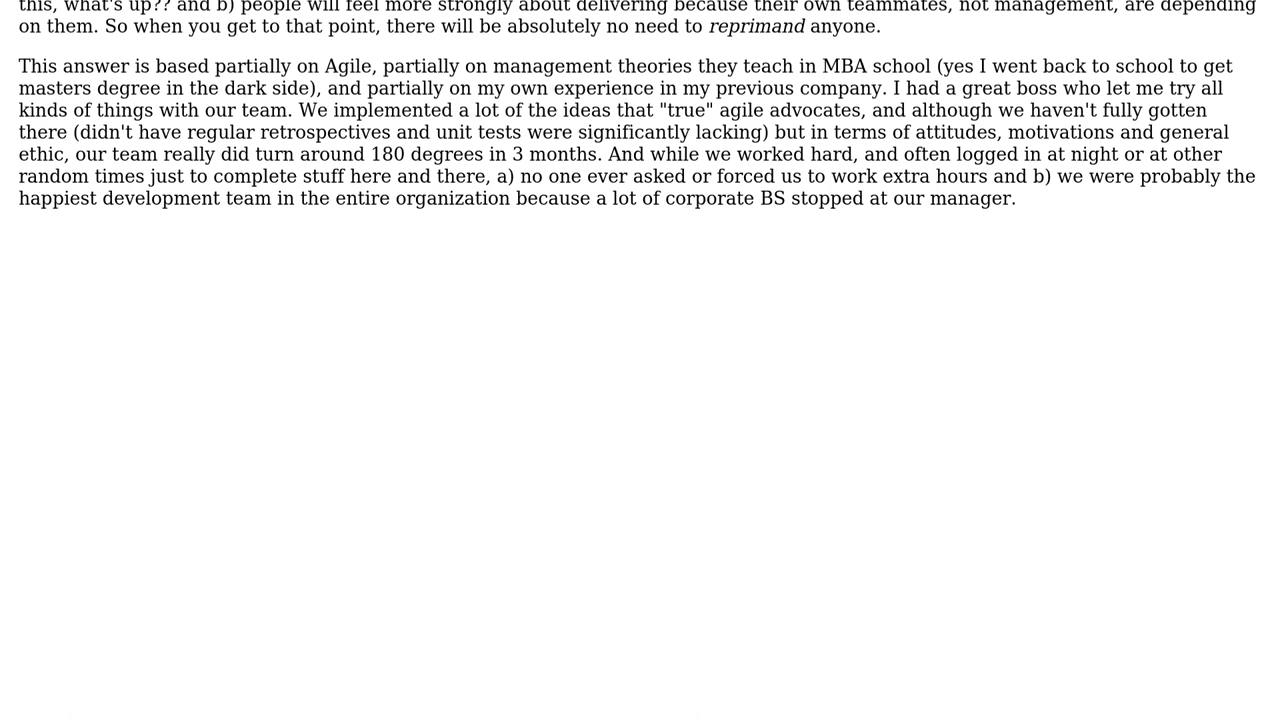 this, what's up?? and b) people will feel more strongly about delivering because their own teammates, not management, are depending
on them. So when you get to that point, there will be absolutely no need to reprimand anyone.
This answer is based partially on Agile, partially on management theories they teach in MBA school (yes I went back to school to get
masters degree in the dark side), and partially on my own experience in my previous company. I had a great boss who let me try all
kinds of things with our team. We implemented a lot of the ideas that "true" agile advocates, and although we haven't fully gotten
there (didn't have regular retrospectives and unit tests were significantly lacking) but in terms of attitudes, motivations and general
ethic, our team really did turn around 180 degrees in 3 months. And while we worked hard, and often logged in at night or at other
random times just to complete stuff here and there, a) no one ever asked or forced us to work extra hours and b) we were probably the
happiest development team in the entire organization because a lot of corporate BS stopped at our manager.